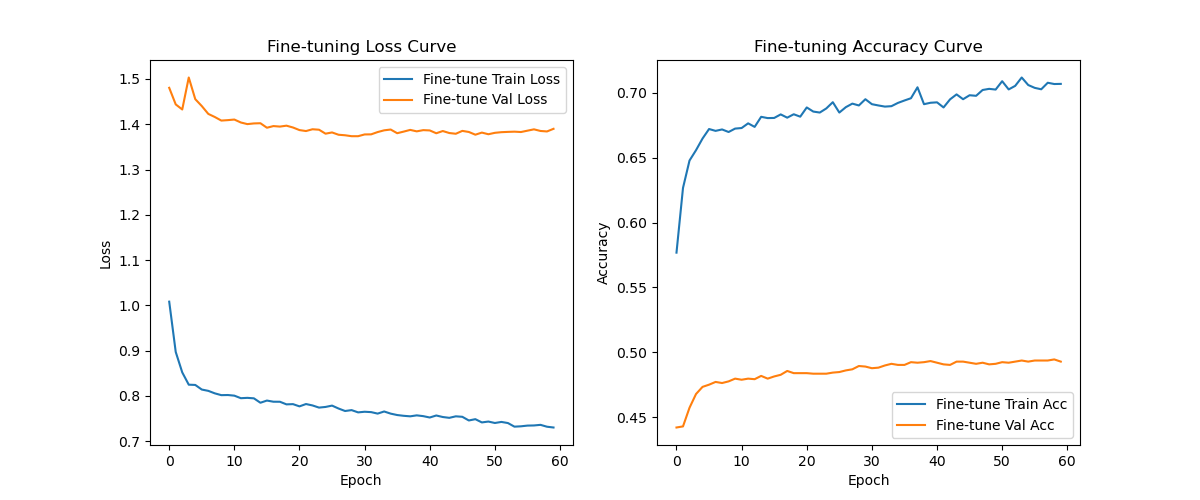 Fine-tuning Loss Curve
1.5
1.4
1.3
1.2
1.1
1.0
0.9
0.8
0.7
Loss
Fine-tune Train Loss
Fine-tune Val Loss
0 10 20 30 40 50 60
Epoch
Fine-tuning Accuracy Curve
0.70
0.65
0.60
0.55
0.50
0.45
Accuracy
Fine-tune Train Acc
Fine-tune Val Acc
0 10 20 30 40 50 60
Epoch